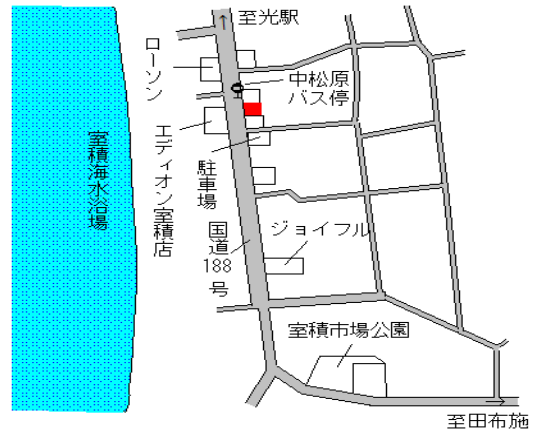 至光駅
ローソン
中松原
バス停
エディオン室積店
室積海水浴場
駐車場
国道
188
号
ジョイフル
室積市場公園
至田布施